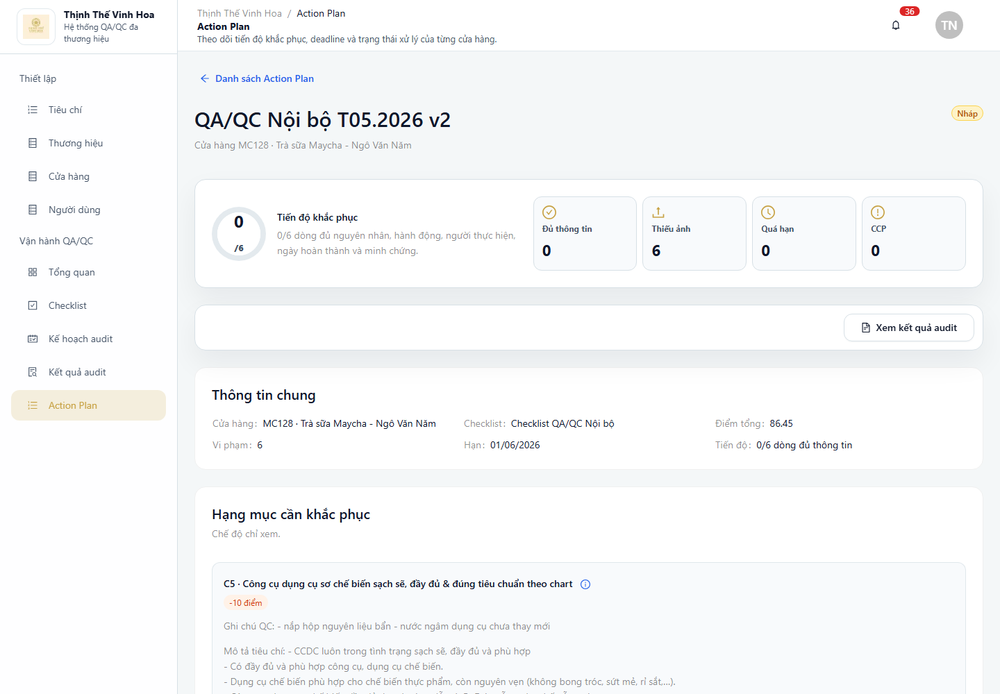 Thịnh Thế Vinh Hoa
Hệ thống QA/QC đa
thương hiệu
Thịnh Thế Vinh Hoa / Action Plan
Action Plan
Theo dõi tiến độ khắc phục, deadline và trạng thái xử lý của từng cửa hàng.
36
TN
Thiết lập
Tiêu chí
Thương hiệu
Cửa hàng
Người dùng
Vận hành QA/QC
Tổng quan
Checklist
Kế hoạch audit
Kết quả audit
Action Plan
Danh sách Action Plan
QA/QC Nội bộ T05.2026 v2
Nháp
Cửa hàng MC128 · Trà sữa Maycha - Ngô Văn Năm
0
/6
Tiến độ khắc phục
0/6 dòng đủ nguyên nhân, hành động, người thực hiện,
ngày hoàn thành và minh chứng.
Đủ thông tin
0
Thiếu ảnh
6
Quá hạn
0
CCP
0
Xem kết quả audit
Thông tin chung
Cửa hàng: MC128 · Trà sữa Maycha - Ngô Văn Năm
Checklist: Checklist QA/QC Nội bộ
Điểm tổng: 86.45
Vi phạm: 6
Hạn: 01/06/2026
Tiến độ: 0/6 dòng đủ thông tin
Hạng mục cần khắc phục
Chế độ chỉ xem.
C5 · Công cụ dụng cụ sơ chế biến sạch sẽ, đầy đủ & đúng tiêu chuẩn theo chart
-10 điểm
Ghi chú QC: - nắp hộp nguyên liệu bẩn - nước ngâm dụng cụ chưa thay mới
Mô tả tiêu chí: - CCDC luôn trong tình trạng sạch sẽ, đầy đủ và phù hợp
- Có đầy đủ và phù hợp công cụ, dụng cụ chế biến.
- Dụng cụ chế biến phù hợp cho chế biến thực phẩm, còn nguyên vẹn (không bong tróc, sứt mẻ, rỉ sắt,...).